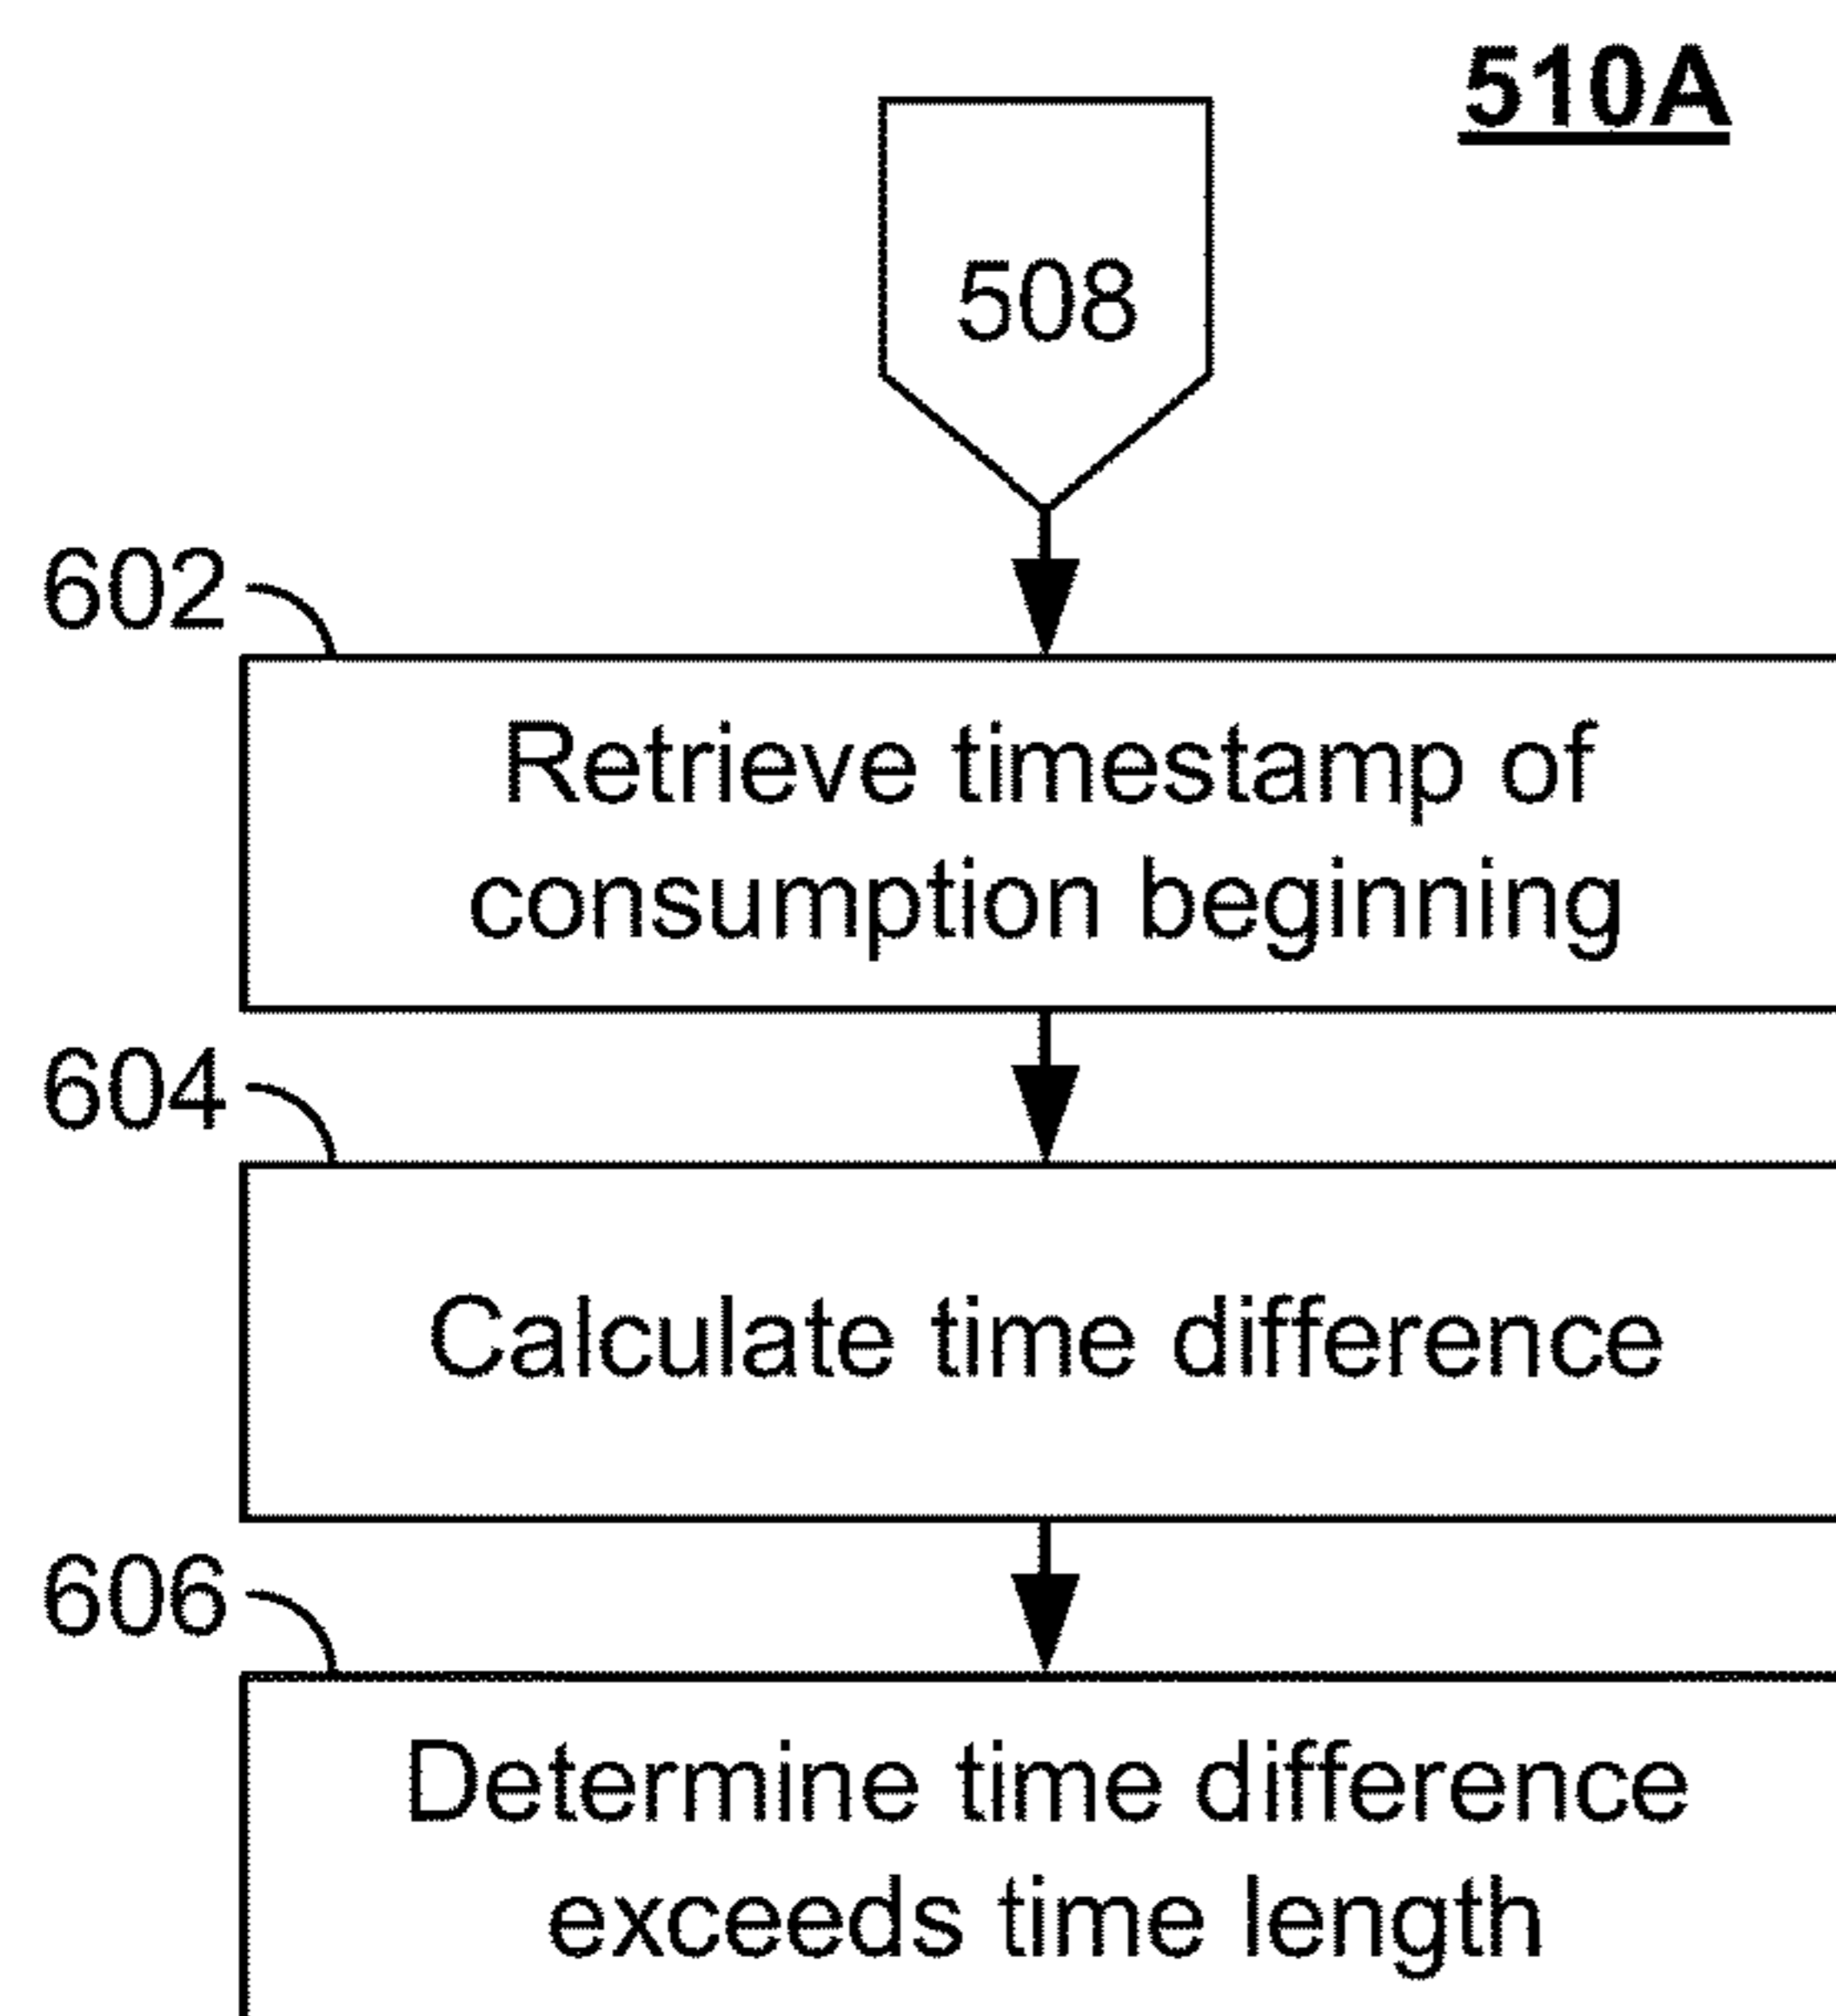 510A
508
602
Retrieve timestamp of
consumption beginning
604
Calculate time difference
606
Determine time difference
exceeds time length